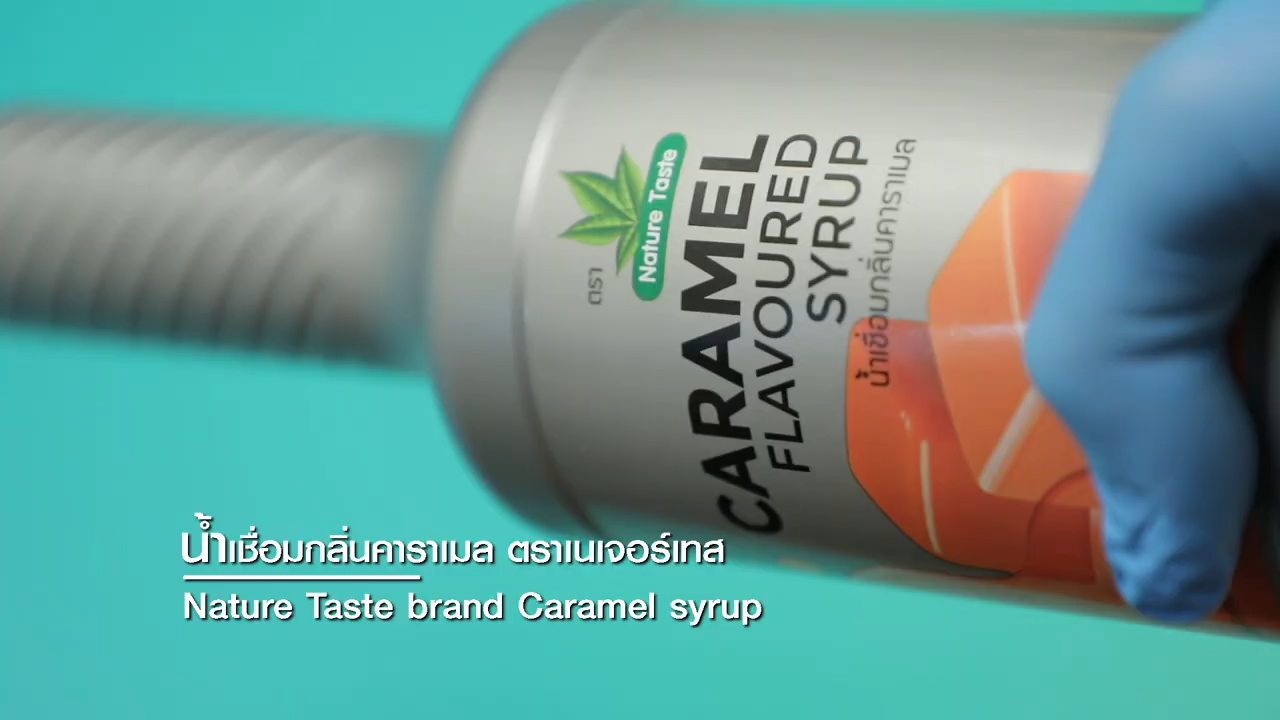 ตรา
Nature Taste
CARAMEL
FLAVOURED
SYRUP
น้ำเชื่อมกลิ่นคาราเมล
น้ำเชื่อมกลิ่นคาราเมล ตราเนเจอร์เทส
Nature Taste brand Caramel syrup